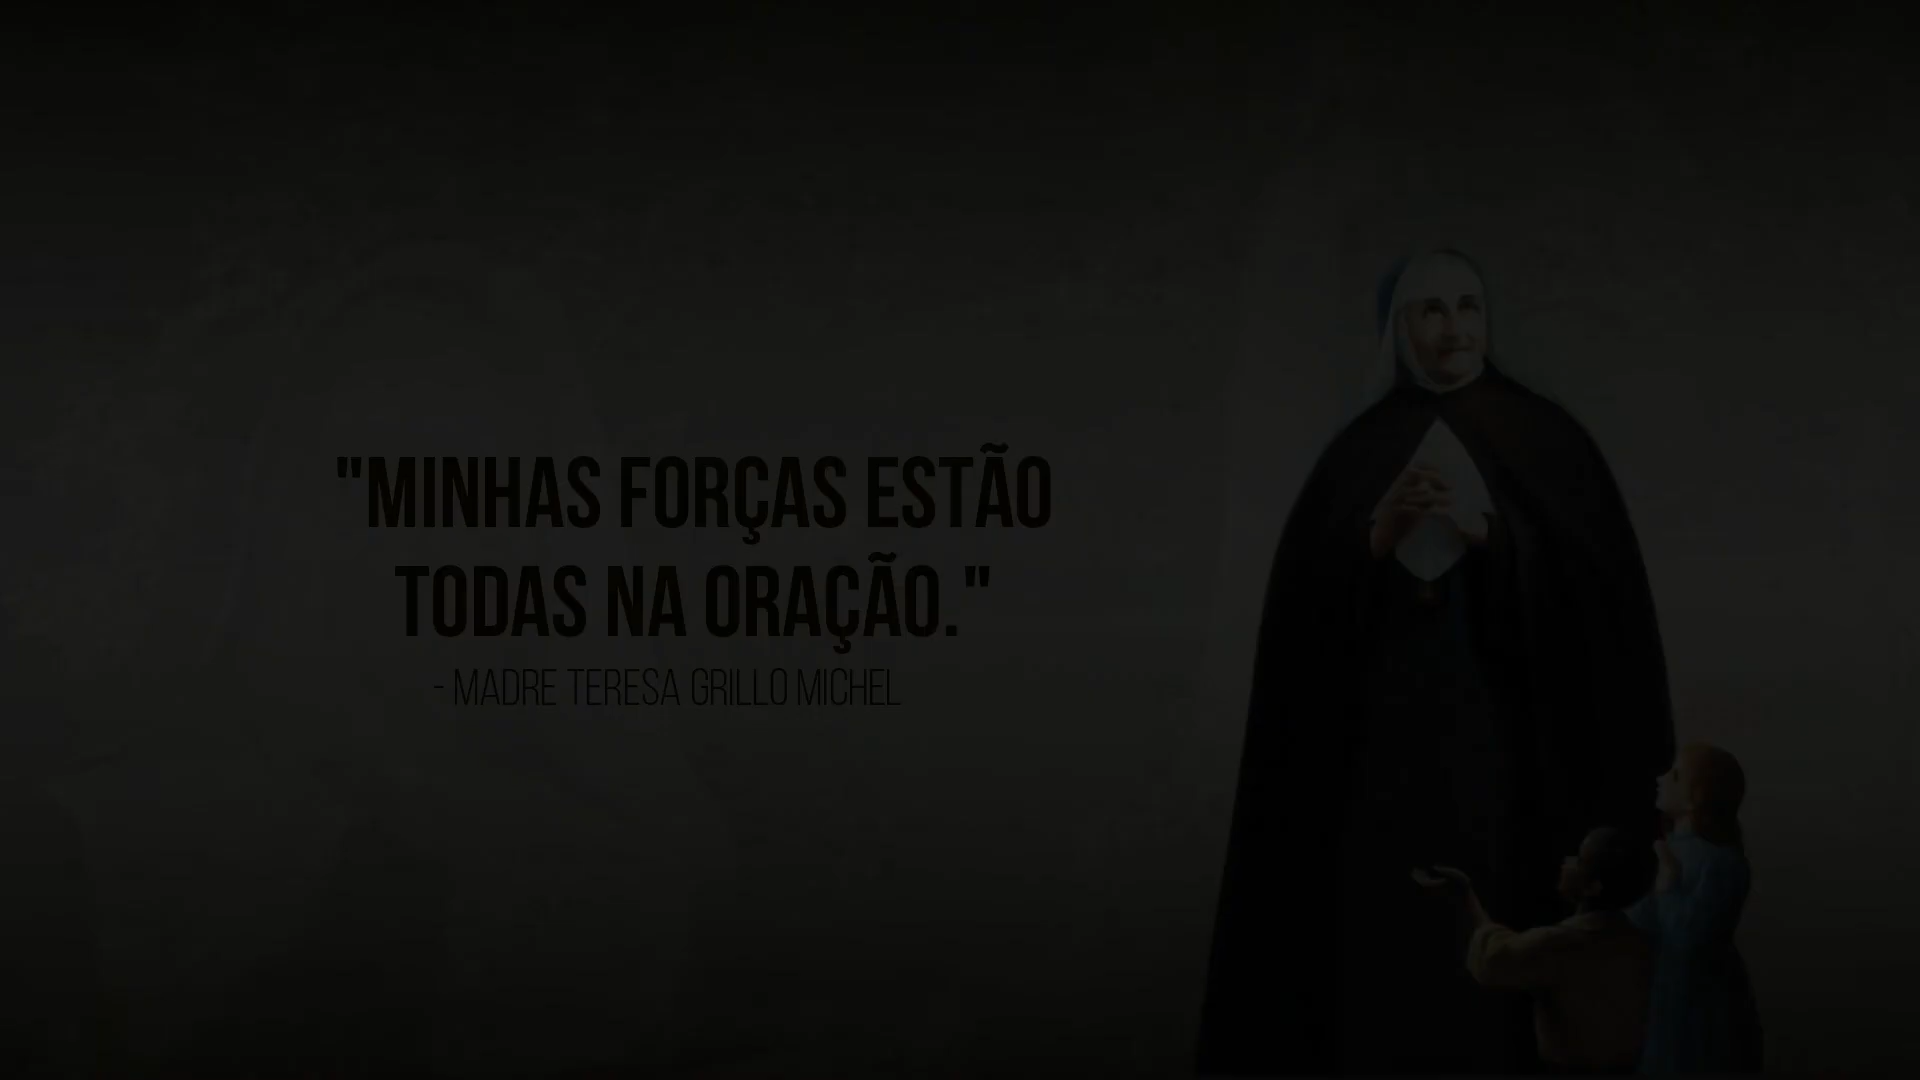 "MINHAS FORÇAS ESTÃO
TODAS NA ORAÇÃO."
- MADRE TERESA GRILLO MICHEL